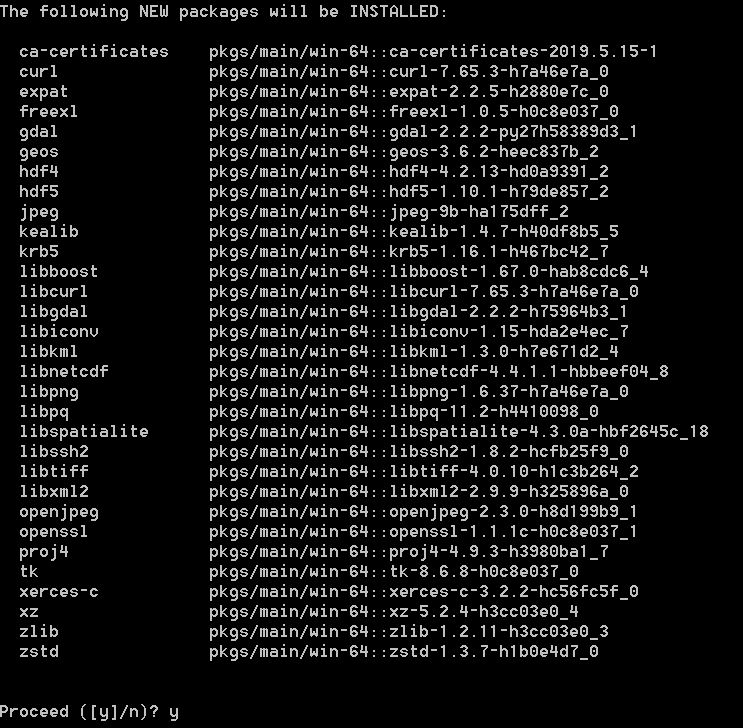 The following NEW packages will be INSTALLED:
ca-certificates pkgs/main/win-64::ca-certificates-2019.5.15-1
curl pkgs/main/win-64::curl-7.65.3-h7a46e7a_0
expat pkgs/main/win-64::expat-2.2.5-h2880e7c_0
freexl pkgs/main/win-64::freexl-1.0.5-h0c8e037_0
gdal pkgs/main/win-64::gdal-2.2.2-py27h58389d3_1
geos pkgs/main/win-64::geos-3.6.2-heec837b_2
hdf4 pkgs/main/win-64::hdf4-4.2.13-hd0a9391_2
hdf5 pkgs/main/win-64::hdf5-1.10.1-h79de857_2
jpeg pkgs/main/win-64::jpeg-9b-ha175dff_2
kealib pkgs/main/win-64::kealib-1.4.7-h40df8b5_5
krb5 pkgs/main/win-64::krb5-1.16.1-h467bc42_7
libboost pkgs/main/win-64::libboost-1.67.0-hab8cdc6_4
libcurl pkgs/main/win-64::libcurl-7.65.3-h7a46e7a_0
libgdal pkgs/main/win-64::libgdal-2.2.2-h75964b3_1
libiconv pkgs/main/win-64::libiconv-1.15-hda2e4ec_7
libkml pkgs/main/win-64::libkml-1.3.0-h7e671d2_4
libnetcdf pkgs/main/win-64::libnetcdf-4.4.1.1-hbbeef04_8
libpng pkgs/main/win-64::libpng-1.6.37-h7a46e7a_0
libpq pkgs/main/win-64::libpq-11.2-h4410098_0
libspatialite pkgs/main/win-64::libspatialite-4.3.0a-hbf2645c_18
libssh2 pkgs/main/win-64::libssh2-1.8.2-hcfb25f9_0
libtiff pkgs/main/win-64::libtiff-4.0.10-h1c3b264_2
libxml2 pkgs/main/win-64::libxml2-2.9.9-h325896a_0
openjpeg pkgs/main/win-64::openjpeg-2.3.0-h8d199b9_1
openssl pkgs/main/win-64::openssl-1.1.1c-h0c8e037_1
proj4 pkgs/main/win-64::proj4-4.9.3-h3980ba1_7
tk pkgs/main/win-64::tk-8.6.8-h0c8e037_0
xerces-c pkgs/main/win-64::xerces-c-3.2.2-hc56fc5f_0
xz pkgs/main/win-64::xz-5.2.4-h3cc03e0_4
zlib pkgs/main/win-64::zlib-1.2.11-h3cc03e0_3
zstd pkgs/main/win-64::zstd-1.3.7-h1b0e4d7_0
Proceed ([y]/n)? y